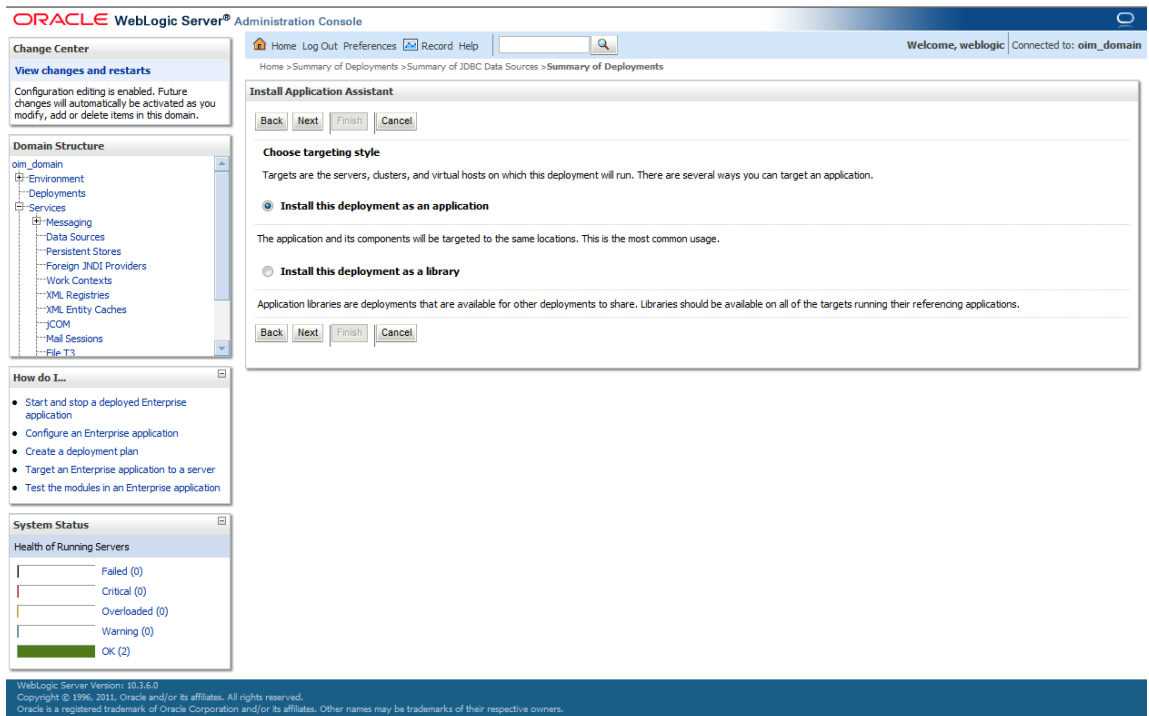 ORACLE WebLogic Server® Administration Console
Change Center
View changes and restarts
Configuration editing is enabled. Future
changes will automatically be activated as you
modify, add or delete items in this domain.
Domain Structure
oim_domain
Environment
Deployments
Services
Messaging
Data Sources
Persistent Stores
Foreign JNDI Providers
Work Contexts
XML Registries
XML Entity Caches
jCOM
Mail Sessions
File T3
How do I...
Start and stop a deployed Enterprise
application
Configure an Enterprise application
Create a deployment plan
Target an Enterprise application to a server
Test the modules in an Enterprise application
System Status
Health of Running Servers
Failed (0)
Critical (0)
Overloaded (0)
Warning (0)
OK (2)
Home Log Out Preferences Record Help
Welcome, weblogic Connected to: oim_domain
Home >Summary of Deployments >Summary of JDBC Data Sources >Summary of Deployments
Install Application Assistant
Back Next Finish Cancel
Choose targeting style
Targets are the servers, clusters, and virtual hosts on which this deployment will run. There are several ways you can target an application.
Install this deployment as an application
The application and its components will be targeted to the same locations. This is the most common usage.
Install this deployment as a library
Application libraries are deployments that are available for other deployments to share. Libraries should be available on all of the targets running their referencing applications.
Back Next Finish Cancel
WebLogic Server Version: 10.3.6.0
Copyright © 1996, 2011, Oracle and/or its affiliates. All rights reserved.
Oracle is a registered trademark of Oracle Corporation and/or its affiliates. Other names may be trademarks of their respective owners.